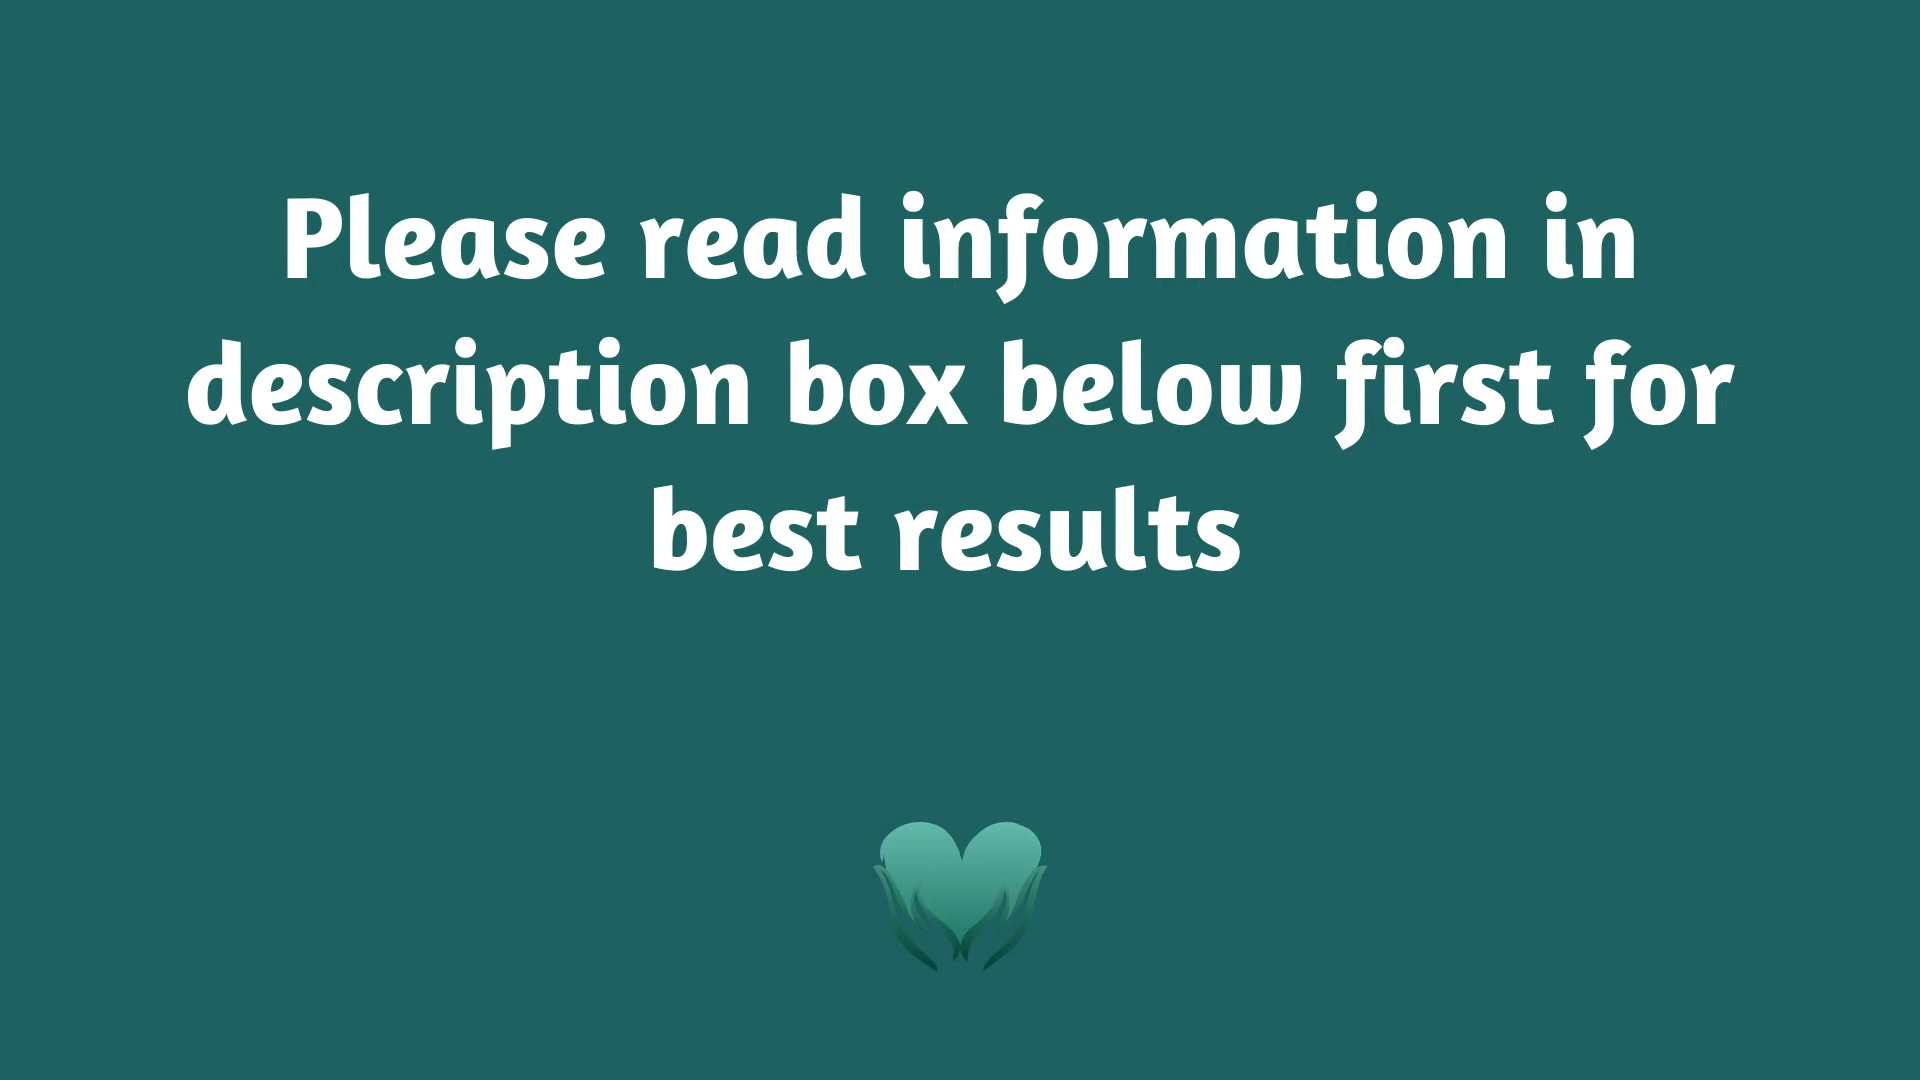 Please read information in
description box below first for
best results